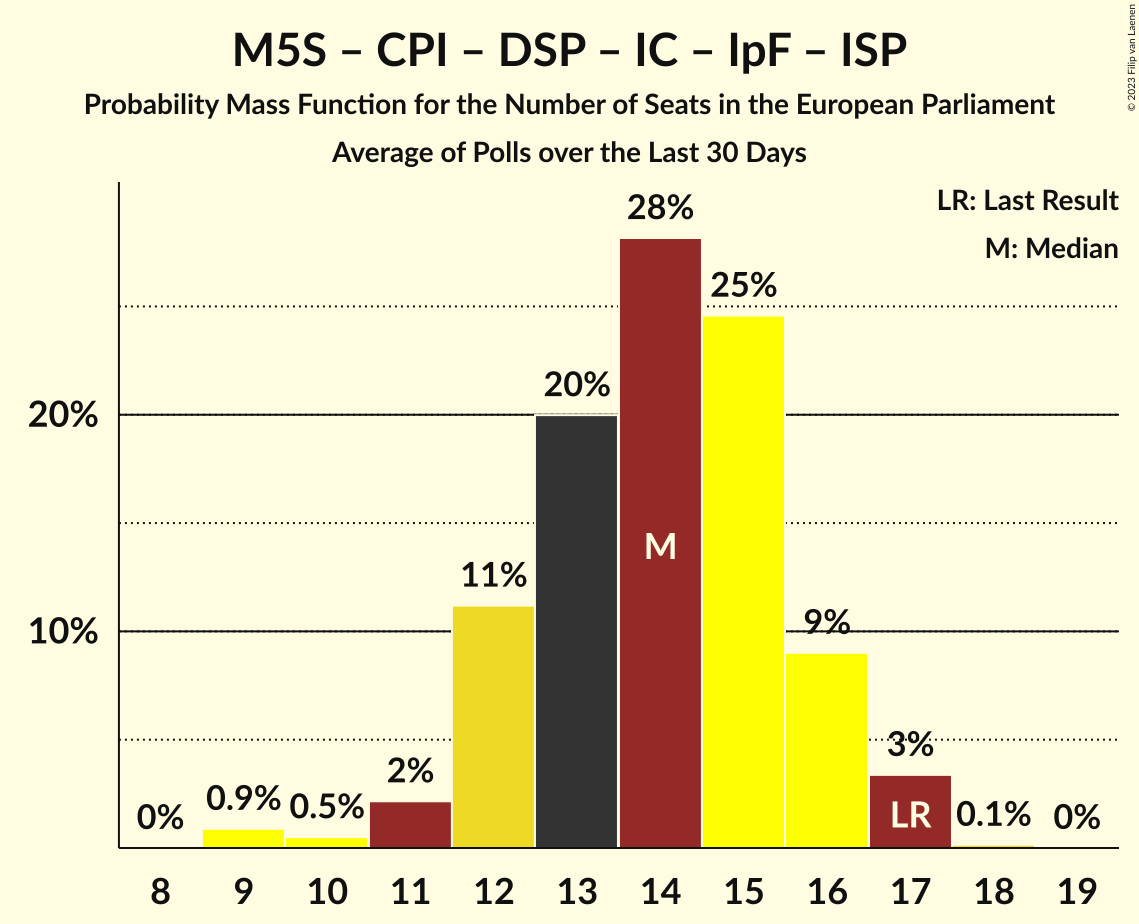 M5S – CPI – DSP – IC – IpF – ISP
Probability Mass Function for the Number of Seats in the European Parliament
Average of Polls over the Last 30 Days
© 2023 Filip van Laenen
LR: Last Result
M: Median
28%
25%
20%
20%
M
11%
10%
9%
3%
2%
0.9%
0.5%
0%
LR
0.1%
0%
8 9 10 11 12 13 14 15 16 17 18 19